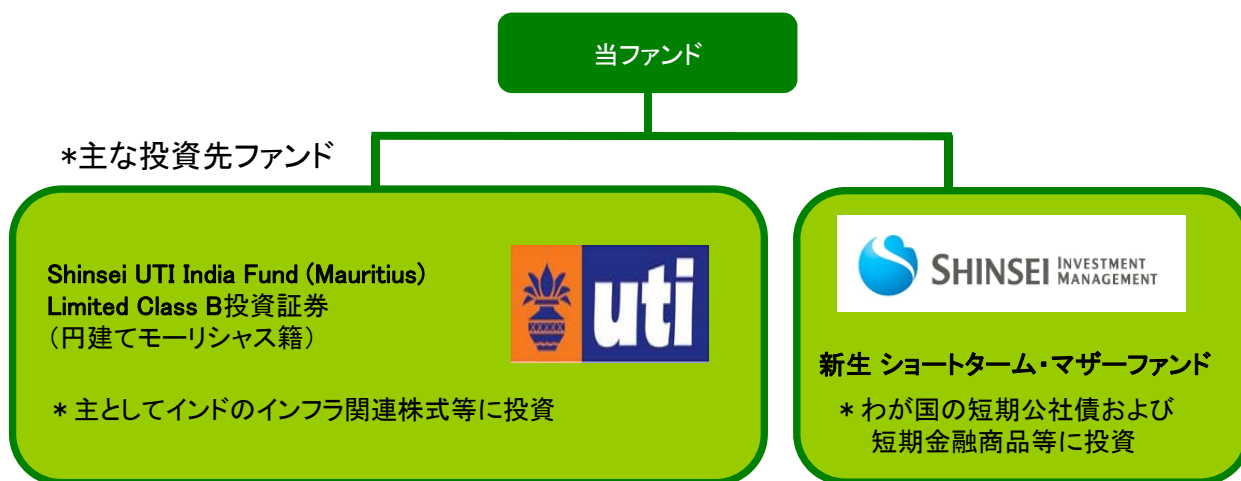 当ファンド
*主な投資先ファンド
Shinsei UTI India Fund (Mauritius)
Limited Class B投資証券
（円建てモーリシャス籍）
uti
* 主としてインドのインフラ関連株式等に投資
SHINSEI INVESTMENT
MANAGEMENT
新生 ショートターム・マザーファンド
* わが国の短期公社債および
短期金融商品等に投資